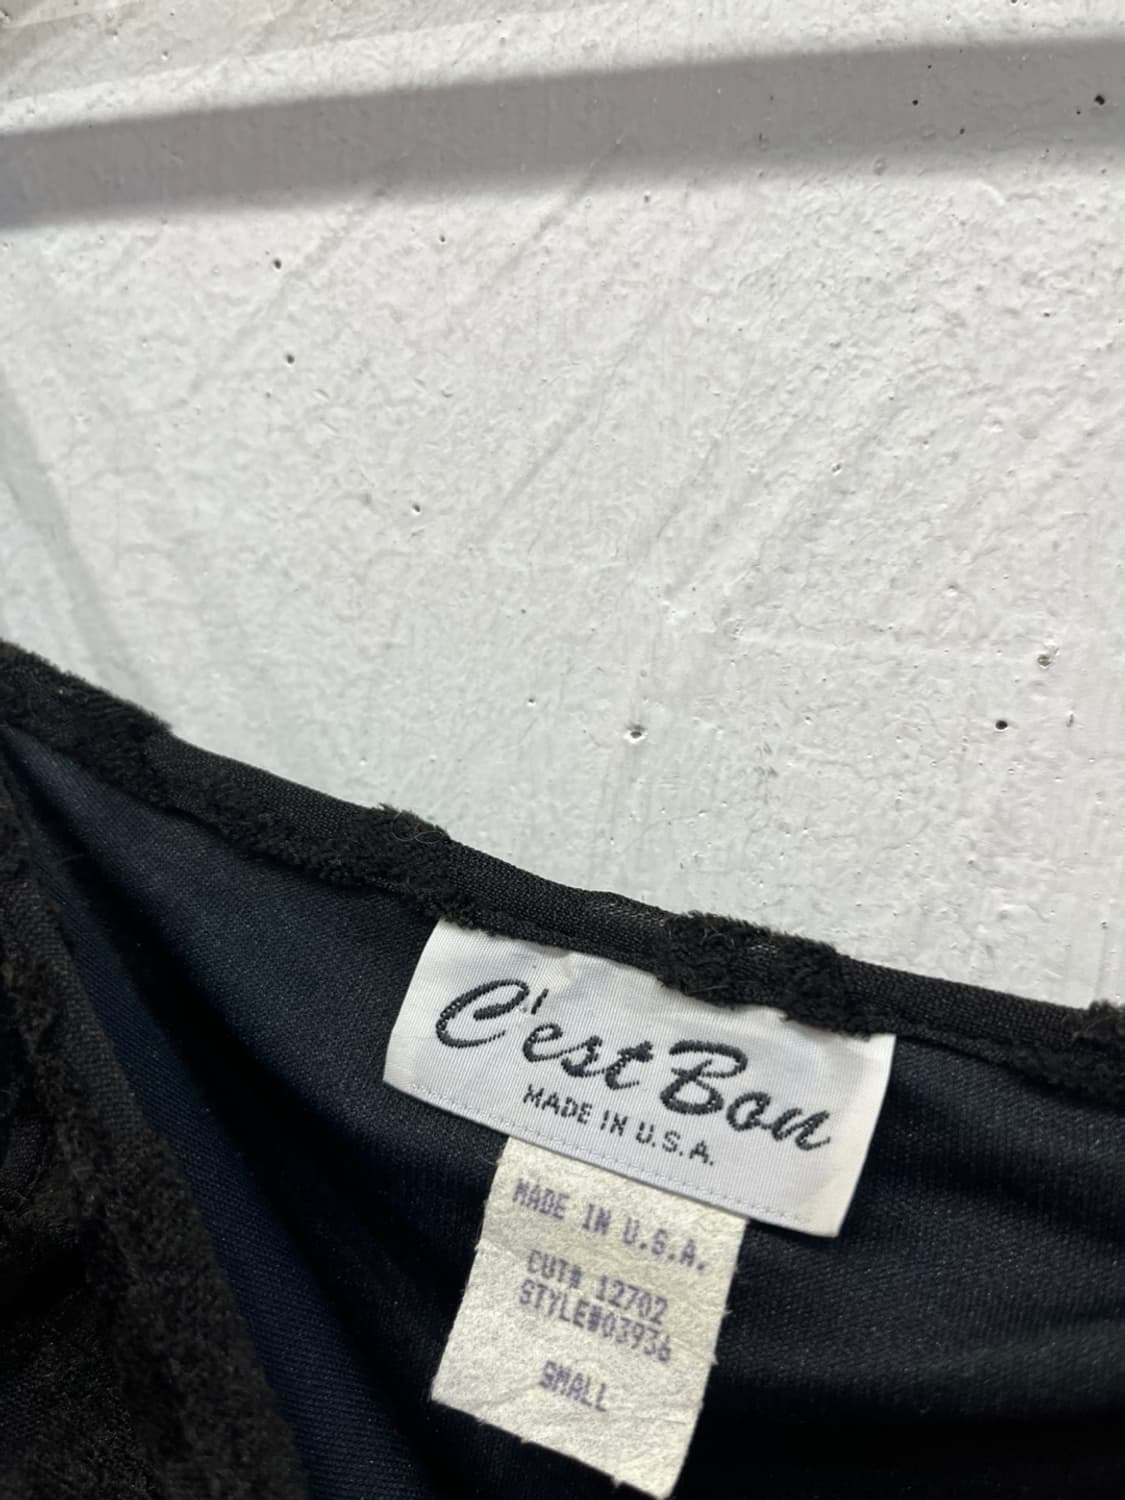 C'est Bon
MADE IN U.S.A.
MADE IN U.S.A.
CUT# 12702
STYLE#03936
SMALL